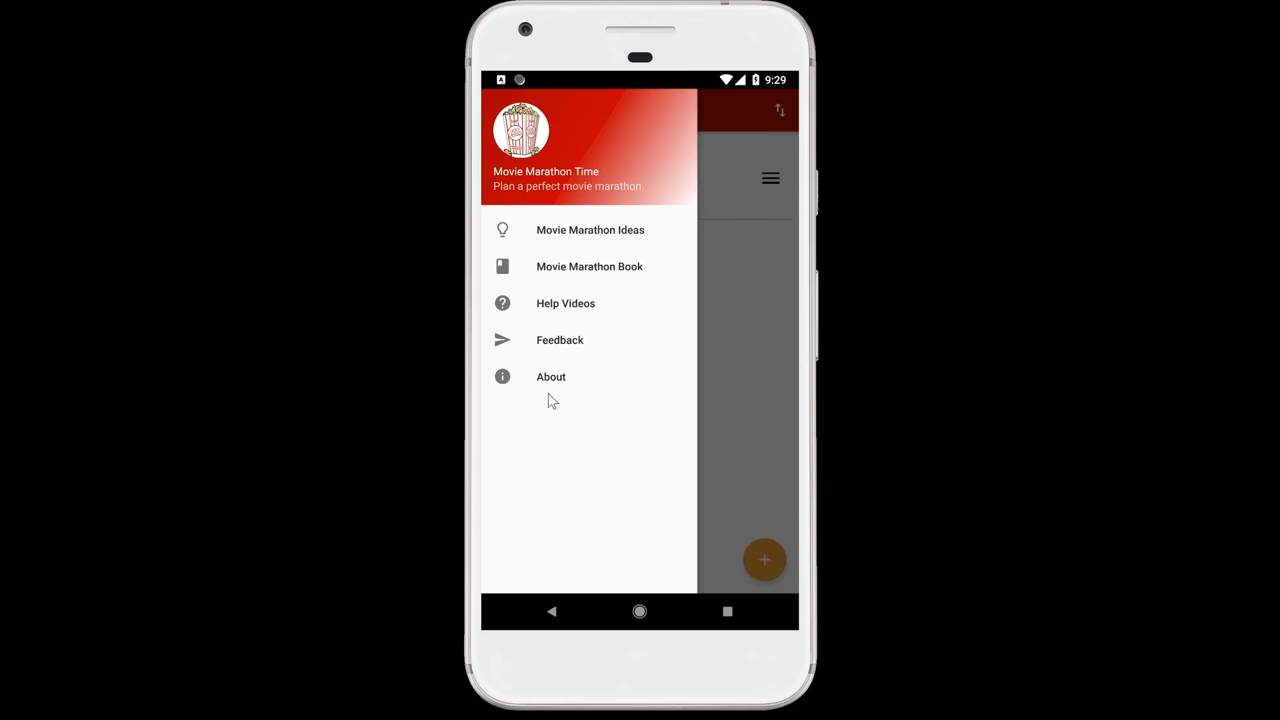 9:29
Movie Marathon Time
Plan a perfect movie marathon
Movie Marathon Ideas
Movie Marathon Book
Help Videos
Feedback
About